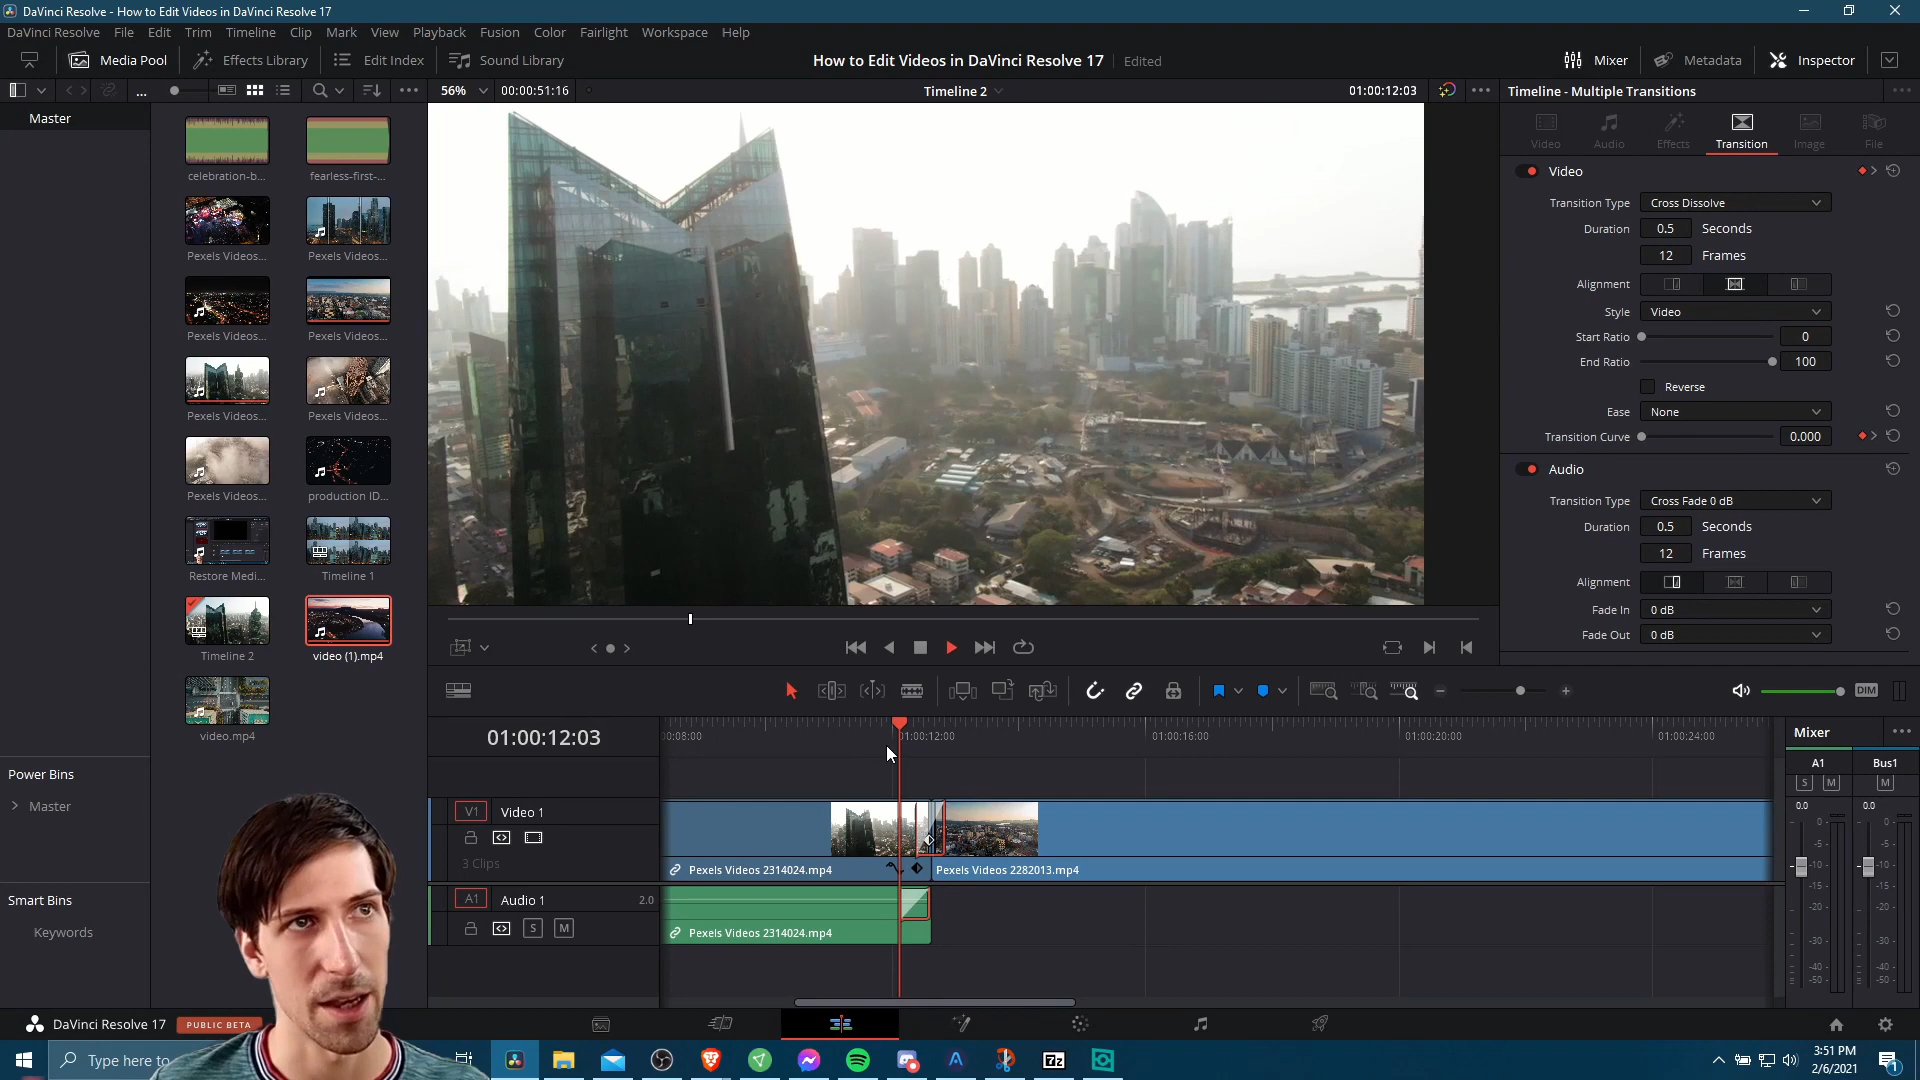 DaVinci Resolve - How to Edit Videos in DaVinci Resolve 17
DaVinci Resolve File Edit Trim Timeline Clip Mark View Playback Fusion Color Fairlight Workspace Help
Media Pool Effects Library Edit Index Sound Library How to Edit Videos in DaVinci Resolve 17 Edited Mixer Metadata Inspector
... 56% 00:00:51:16 Timeline 2 01:00:12:03 Timeline - Multiple Transitions
Master
celebration-b... fearless-first-...
Pexels Videos... Pexels Videos...
Pexels Videos... Pexels Videos...
Pexels Videos... Pexels Videos...
Pexels Videos... production ID...
Restore Medi... Timeline 1
Timeline 2 video (1).mp4
video.mp4
Power Bins
Master
Smart Bins
Keywords
Video Audio Effects Transition Image File
Video
Transition Type Cross Dissolve
Duration 0.5 Seconds
12 Frames
Alignment
Style Video
Start Ratio 0
End Ratio 100
Reverse
Ease None
Transition Curve 0.000
Audio
Transition Type Cross Fade 0 dB
Duration 0.5 Seconds
12 Frames
Alignment
Fade In 0 dB
Fade Out 0 dB
DIM
01:00:12:03
00:08:00 01:00:12:00 01:00:16:00 01:00:20:00 01:00:24:00
V1 Video 1
3 Clips
Pexels Videos 2314024.mp4 Pexels Videos 2282013.mp4
A1 Audio 1 2.0
S M
Pexels Videos 2314024.mp4
Mixer
A1 Bus1
S M M
0.0 0.0
0 0
-5 -5
-10 -10
-15 -15
-20 -20
-30 -30
-40 -40
-50 -50
DaVinci Resolve 17 PUBLIC BETA
Type here to
7z
3:51 PM
2/6/2021
1